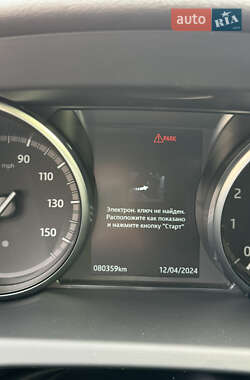 auto RIA
PARK
mph
90
110
130
150
Электрон. ключ не найден.
Расположите как показано
и нажмите кнопку "Старт"
080359km
12/04/2024
2
1
0